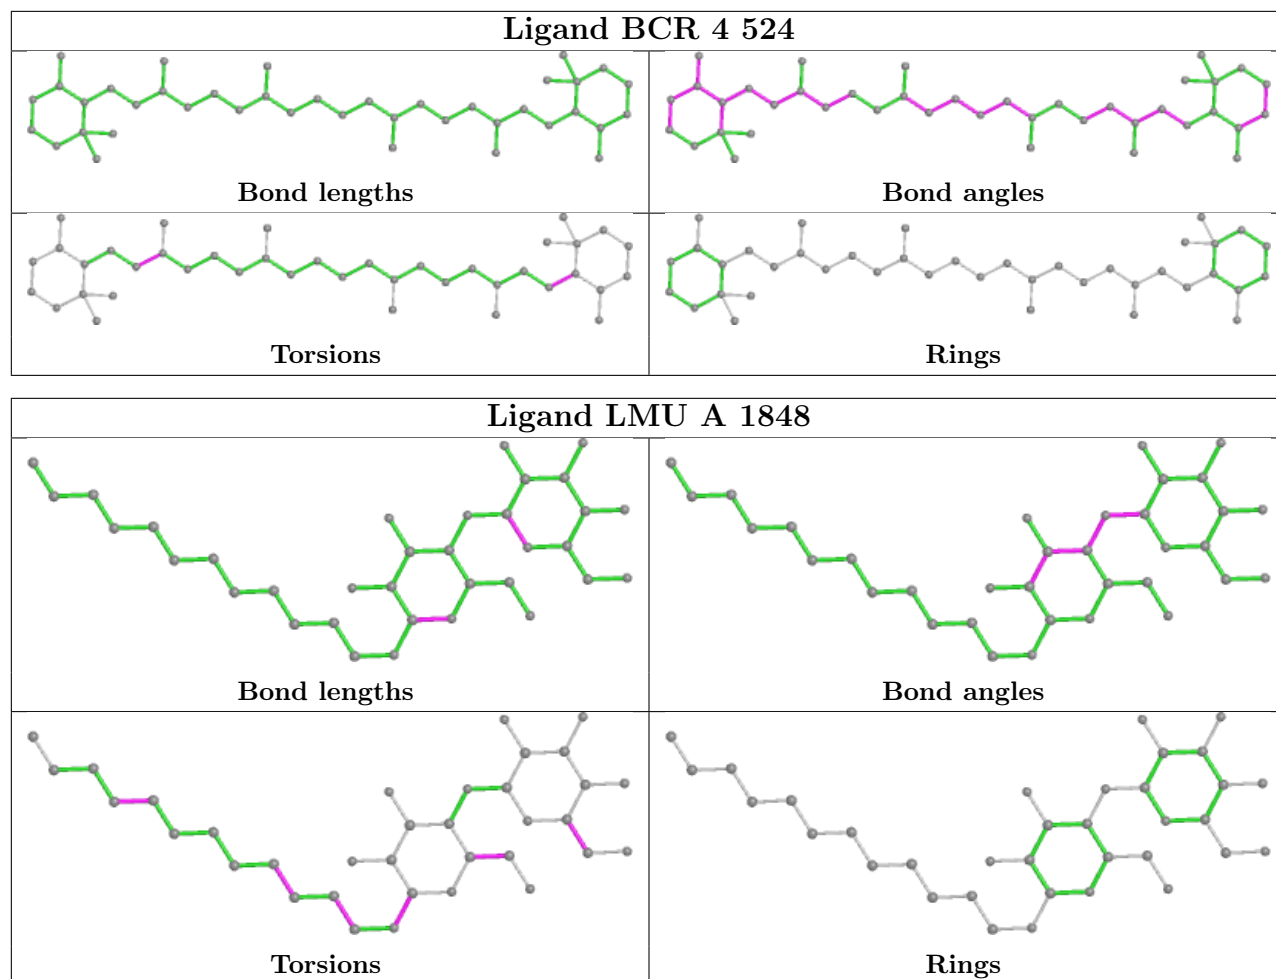 Ligand BCR 4 524
Bond lengths
Bond angles
Torsions
Rings
Ligand LMU A 1848
Bond lengths
Bond angles
Torsions
Rings